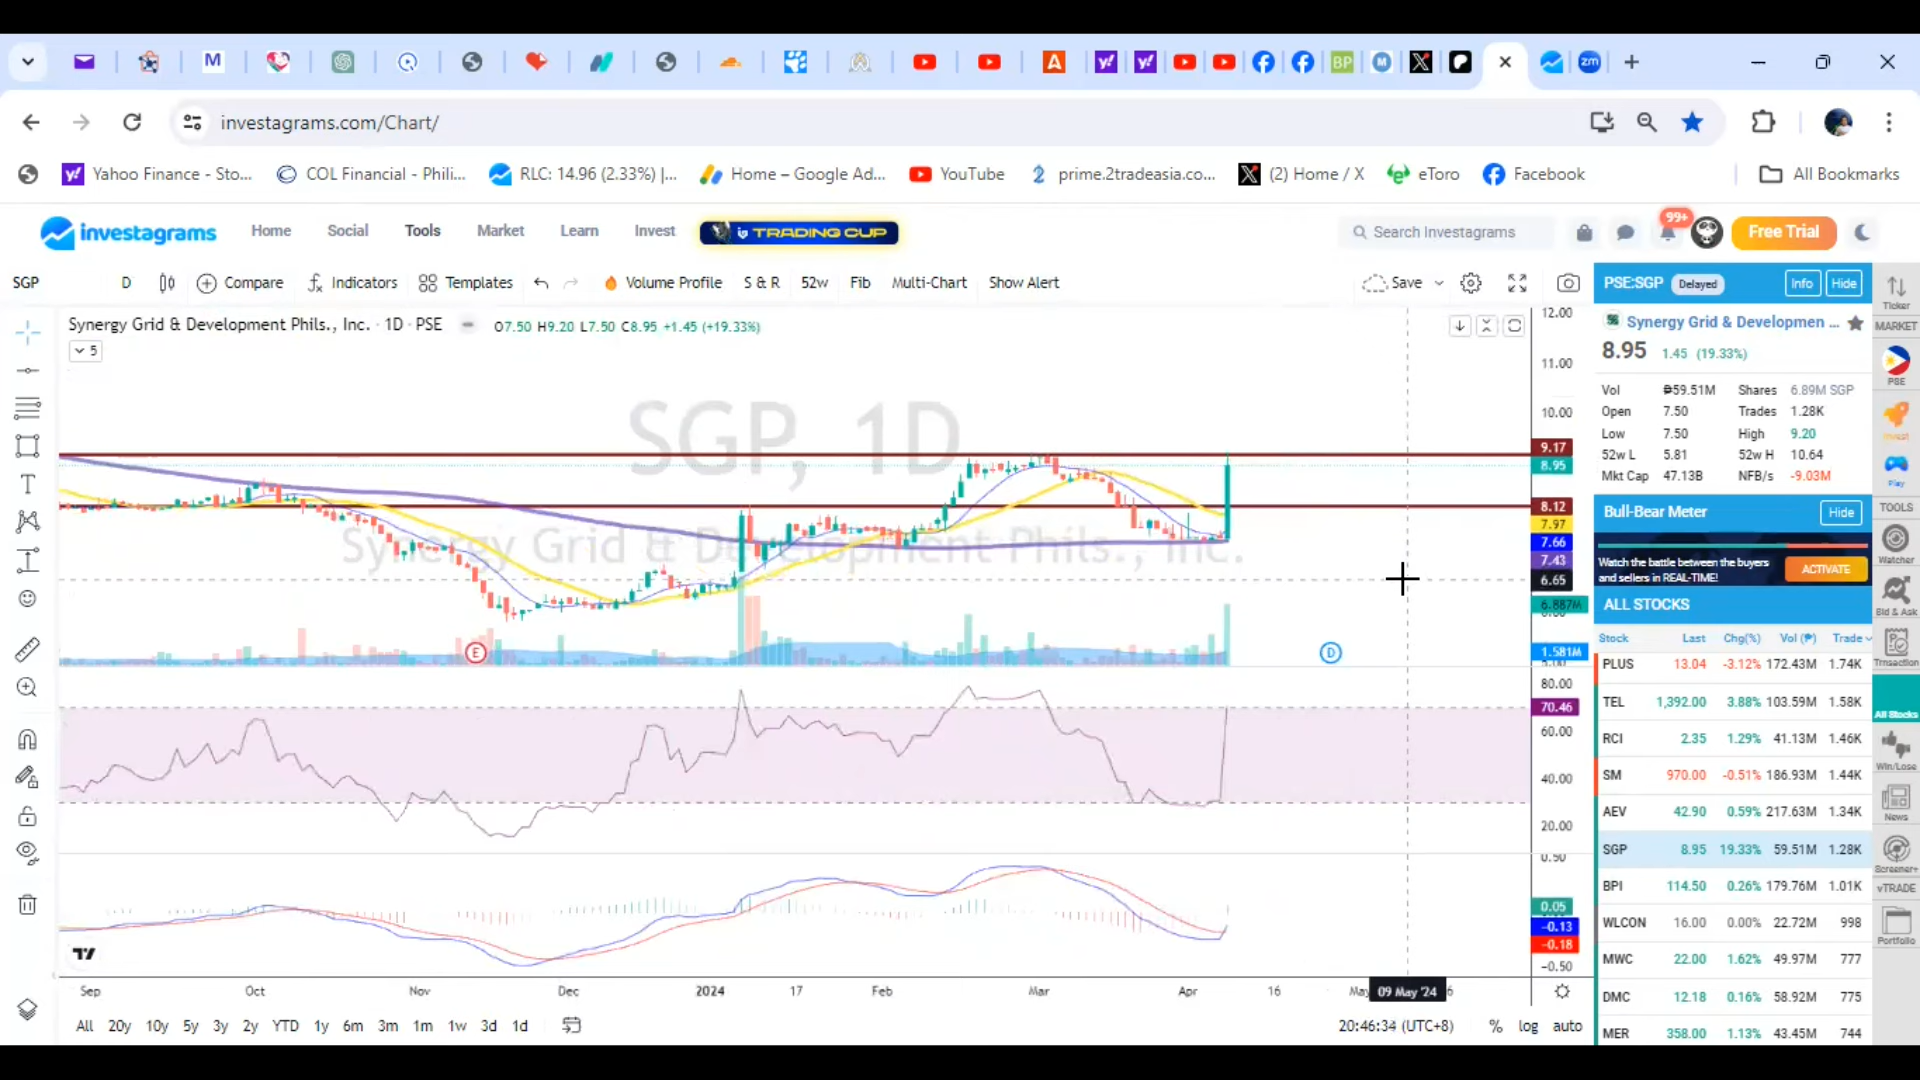 M
A
BP
M
zm
investagrams.com/Chart/
Yahoo Finance - Sto...
COL Financial - Phili...
RLC: 14.96 (2.33%) |...
Home – Google Ad...
YouTube
prime.2tradeasia.co...
(2) Home / X
eToro
Facebook
All Bookmarks
investagrams
Home
Social
Tools
Market
Learn
Invest
TRADING CUP
Search Investagrams
99+
Free Trial
SGP
D
Compare
Indicators
Templates
Volume Profile
S & R
52w
Fib
Multi-Chart
Show Alert
Save
Synergy Grid & Development Phils., Inc. · 1D · PSE
O7.50 H9.20 L7.50 C8.95 +1.45 (+19.33%)
5
SGP, 1D
Synergy Grid & Development Phils., Inc.
E
D
12.00
11.00
10.00
9.17
8.95
8.12
7.97
7.66
7.43
6.65
6.887M
1.581M
80.00
70.46
60.00
40.00
20.00
0.50
0.05
-0.13
-0.18
-0.50
Sep
Oct
Nov
Dec
2024
17
Feb
Mar
Apr
16
May
09 May '24
6
All 20y 10y 5y 3y 2y YTD 1y 6m 3m 1m 1w 3d 1d
20:46:34 (UTC+8)
% log auto
PSE:SGP
Delayed
Info
Hide
Synergy Grid & Developmen ...
8.95 1.45 (19.33%)
Vol ₱59.51M Shares 6.89M SGP
Open 7.50 Trades 1.28K
Low 7.50 High 9.20
52w L 5.81 52w H 10.64
Mkt Cap 47.13B NFB/s -9.03M
Bull-Bear Meter
Hide
Watch the battle between the buyers
and sellers in REAL-TIME!
ACTIVATE
ALL STOCKS
Stock Last Chg(%) Vol (₱) Trade
PLUS 13.04 -3.12% 172.43M 1.74K
TEL 1,392.00 3.88% 103.59M 1.58K
RCI 2.35 1.29% 41.13M 1.46K
SM 970.00 -0.51% 186.93M 1.44K
AEV 42.90 0.59% 217.63M 1.34K
SGP 8.95 19.33% 59.51M 1.28K
BPI 114.50 0.26% 179.76M 1.01K
WLCON 16.00 0.00% 22.72M 998
MWC 22.00 1.62% 49.97M 777
DMC 12.18 0.16% 58.92M 775
MER 358.00 1.13% 43.45M 744
Ticker
MARKET
PSE
Invest
Play
TOOLS
Watcher
Bid & Ask
Trnsaction
All Stocks
Win/Lose
News
Screener+
vTRADE
Portfolio